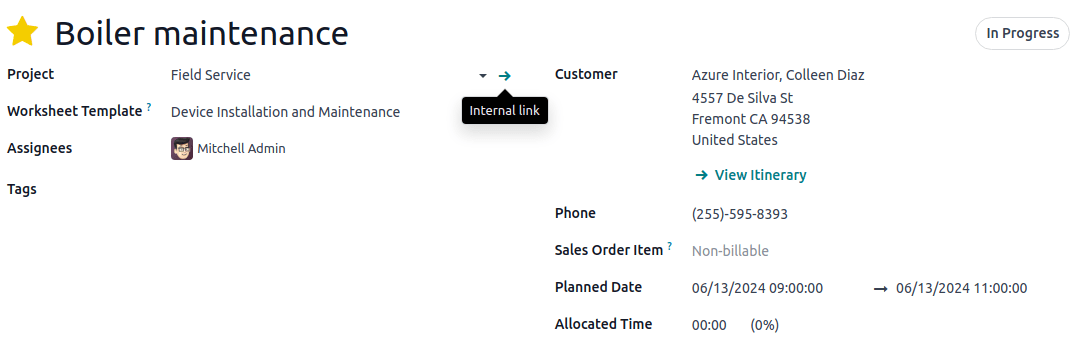 Boiler maintenance
In Progress
Project Field Service
Internal link
Worksheet Template ? Device Installation and Maintenance
Assignees Mitchell Admin
Tags
Customer Azure Interior, Colleen Diaz
4557 De Silva St
Fremont CA 94538
United States
→ View Itinerary
Phone (255)-595-8393
Sales Order Item ? Non-billable
Planned Date 06/13/2024 09:00:00 → 06/13/2024 11:00:00
Allocated Time 00:00 (0%)